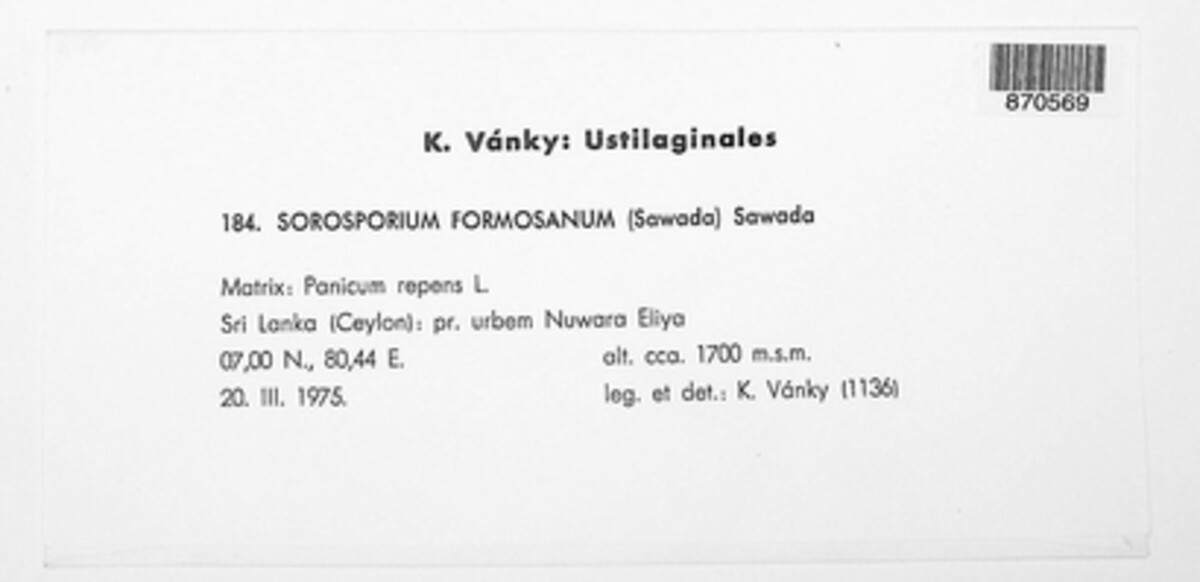 870569
K. Vánky: Ustilaginales
184. SOROSPORIUM FORMOSANUM (Sawada) Sawada
Matrix: Panicum repens L.
Sri Lanka (Ceylon): pr. urbem Nuwara Eliya
07,00 N., 80,44 E. alt. cca. 1700 m.s.m.
20. III. 1975. leg. et det.: K. Vánky (1136)